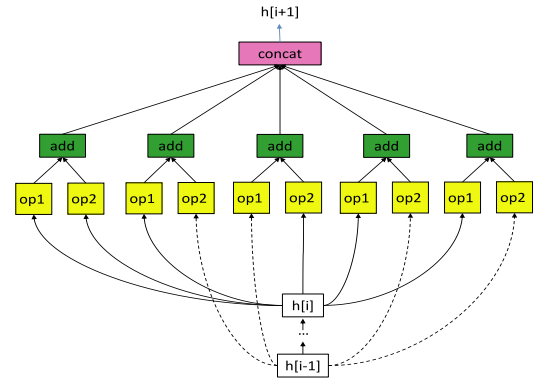 h[i+1]
concat
add add add add add
op1 op2 op1 op2 op1 op2 op1 op2 op1 op2
h[i]
...
h[i-1]